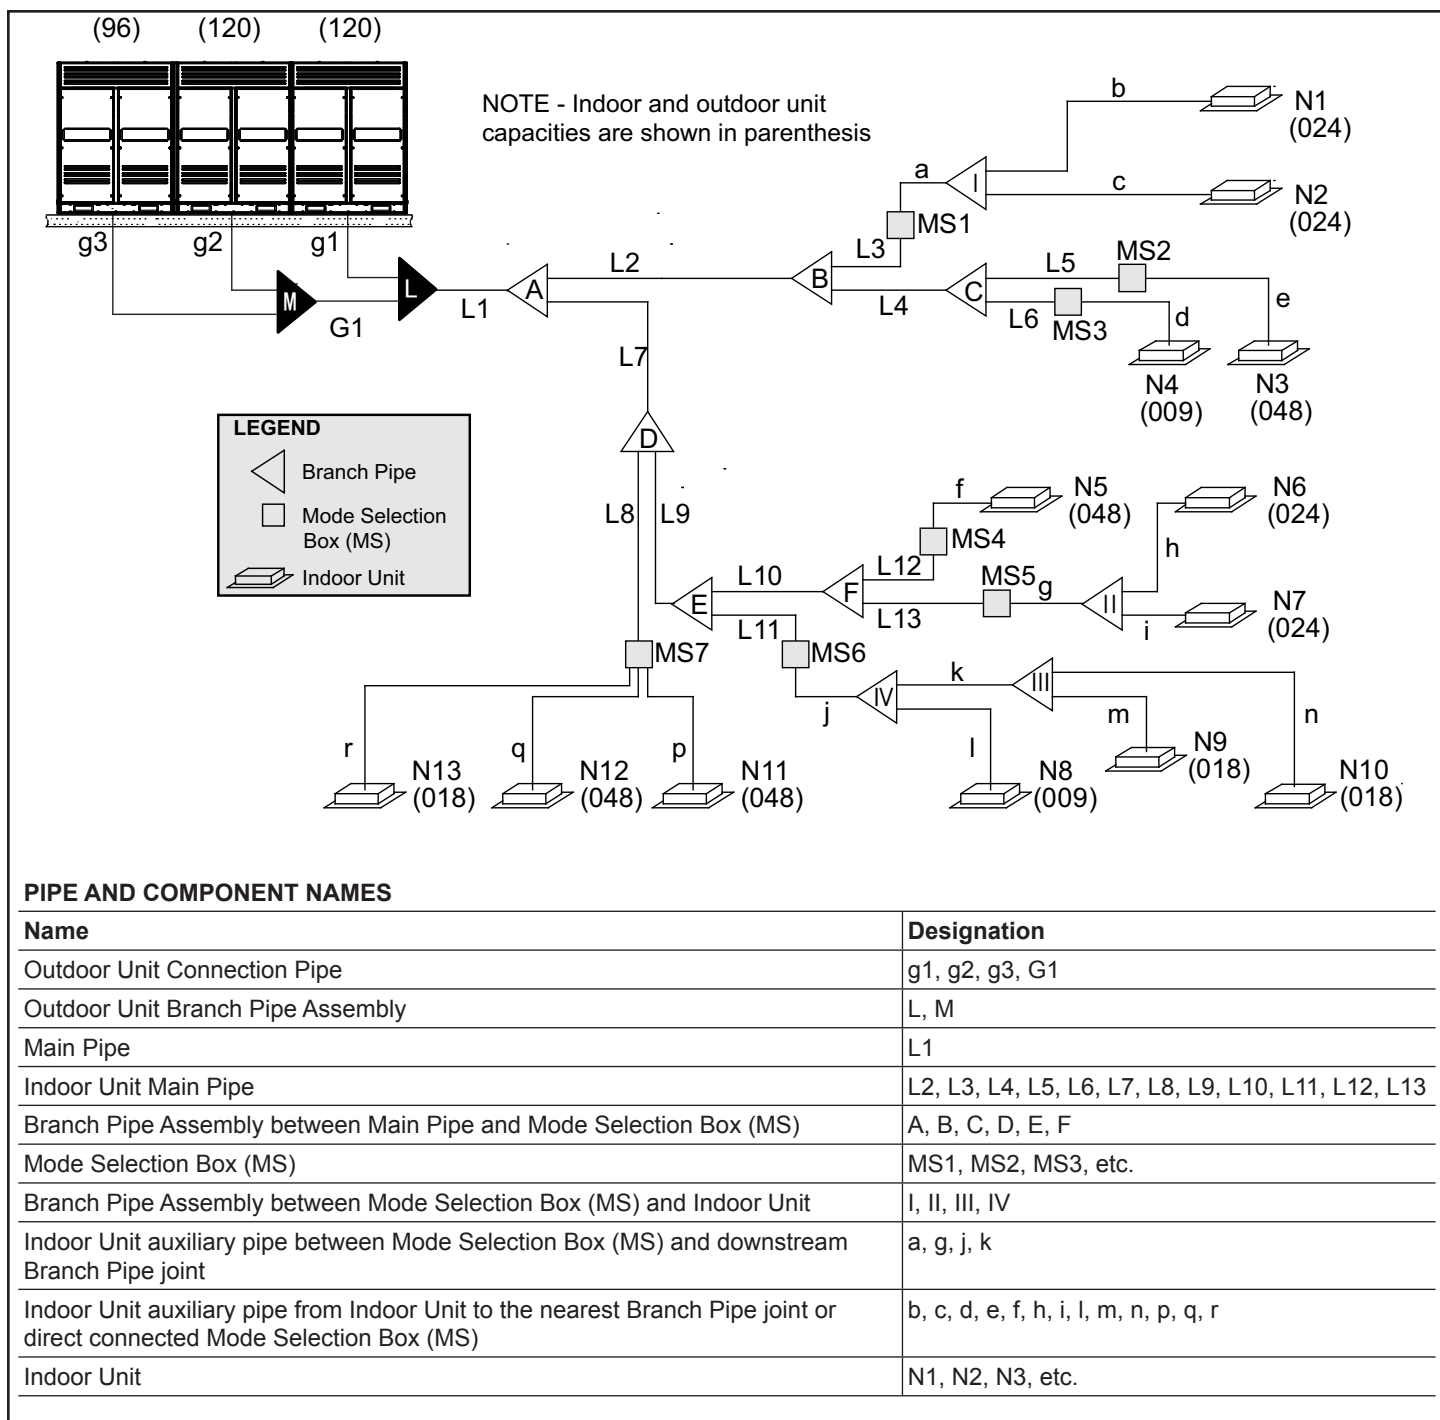 (96) (120) (120)
NOTE - Indoor and outdoor unit
capacities are shown in parenthesis
b
N1
(024)
a
I
c
N2
(024)
MS1
g3 g2 g1
L3
MS2
L2
L5
B
C
A
L
M
L1
G1
L4
L6
MS3
d
e
L7
N4
(009)
N3
(048)
LEGEND
Branch Pipe
Mode Selection
Box (MS)
Indoor Unit
D
L8 L9
f
N5
(048)
N6
(024)
MS4
h
L10
L12
MS5
g
E
F
II
L13
L11
i
N7
(024)
MS7
MS6
k
III
IV
j
m
n
l
r
q
p
N13
(018)
N12
(048)
N11
(048)
N8
(009)
N9
(018)
N10
(018)
PIPE AND COMPONENT NAMES
Name Designation
Outdoor Unit Connection Pipe g1, g2, g3, G1
Outdoor Unit Branch Pipe Assembly L, M
Main Pipe L1
Indoor Unit Main Pipe L2, L3, L4, L5, L6, L7, L8, L9, L10, L11, L12, L13
Branch Pipe Assembly between Main Pipe and Mode Selection Box (MS) A, B, C, D, E, F
Mode Selection Box (MS) MS1, MS2, MS3, etc.
Branch Pipe Assembly between Mode Selection Box (MS) and Indoor Unit I, II, III, IV
Indoor Unit auxiliary pipe between Mode Selection Box (MS) and downstream a, g, j, k
Branch Pipe joint
Indoor Unit auxiliary pipe from Indoor Unit to the nearest Branch Pipe joint or b, c, d, e, f, h, i, l, m, n, p, q, r
direct connected Mode Selection Box (MS)
Indoor Unit N1, N2, N3, etc.